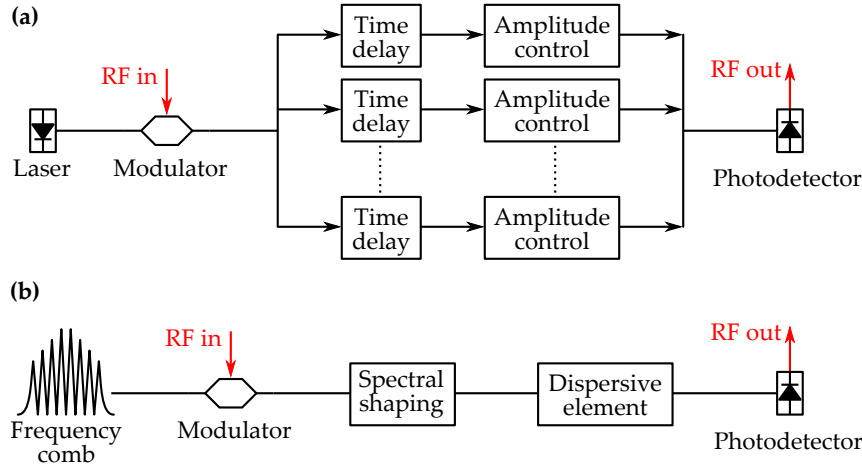 (a)
Time
delay
Amplitude
control
RF in
RF out
Time
delay
Amplitude
control
Laser
Modulator
Photodetector
Time
delay
Amplitude
control
(b)
RF in
RF out
Spectral
shaping
Dispersive
element
Frequency
comb
Modulator
Photodetector